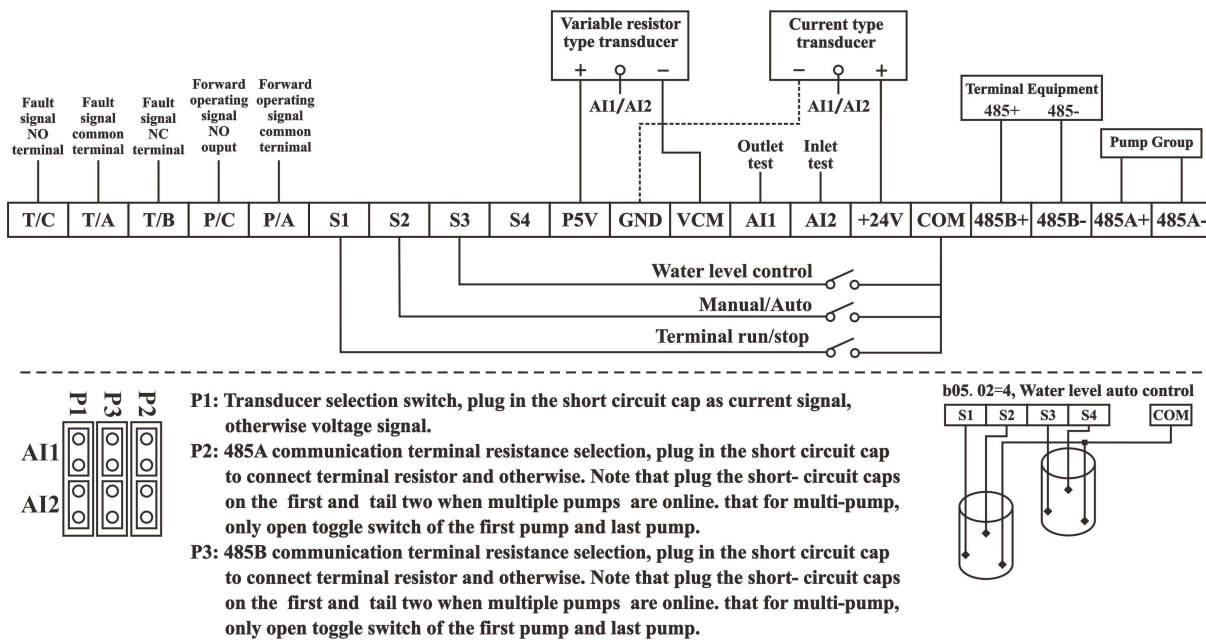 Variable resistor
type transducer
+ −
AI1/AI2
Current type
transducer
− +
AI1/AI2
Fault
signal
NO
terminal
Fault
signal
common
terminal
Fault
signal
NC
terminal
Forward
operating
signal
NO
ouput
Forward
operating
signal
common
ternimal
Outlet
test
Inlet
test
Terminal Equipment
485+ 485-
Pump Group
T/C T/A T/B P/C P/A S1 S2 S3 S4 P5V GND VCM AI1 AI2 +24V COM 485B+ 485B- 485A+ 485A-
Water level control
Manual/Auto
Terminal run/stop
P1 P3 P2
AI1
AI2
P1: Transducer selection switch, plug in the short circuit cap as current signal,
otherwise voltage signal.
P2: 485A communication terminal resistance selection, plug in the short circuit cap
to connect terminal resistor and otherwise. Note that plug the short- circuit caps
on the first and tail two when multiple pumps are online. that for multi-pump,
only open toggle switch of the first pump and last pump.
P3: 485B communication terminal resistance selection, plug in the short circuit cap
to connect terminal resistor and otherwise. Note that plug the short- circuit caps
on the first and tail two when multiple pumps are online. that for multi-pump,
only open toggle switch of the first pump and last pump.
b05. 02=4, Water level auto control
S1 S2 S3 S4 COM